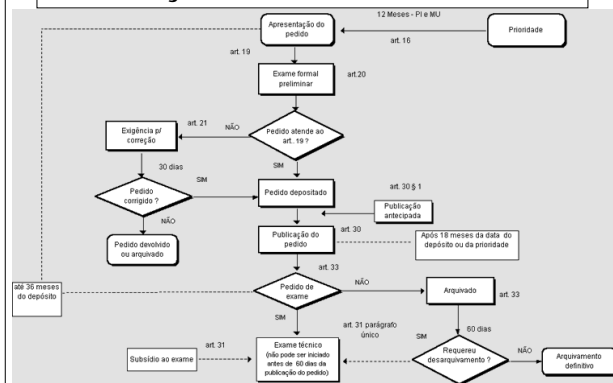 12 Meses - PI e MU
Apresentação do
pedido
Prioridade
art. 16
art. 19
Exame formal
preliminar
art.20
art. 21
NÃO
Exigência p/
correção
Pedido atende ao
art. 19 ?
30 dias
SIM
SIM
Pedido
corrigido ?
Pedido depositado
art. 30 § 1
Publicação
antecipada
NÃO
Pedido devolvido
ou arquivado
Publicação do
pedido
art. 30
Após 18 meses da data do
depósito ou da prioridade
art. 33
até 36 meses
do depósito
Pedido de
exame
NÃO
Arquivado
art. 33
SIM
60 dias
art. 31
Subsídio ao exame
Exame técnico
(não pode ser iniciado
antes de 60 dias da
publicação do pedido)
art. 31 parágrafo
único
SIM
Requereu
desarquivamento ?
NÃO
Arquivamento
definitivo